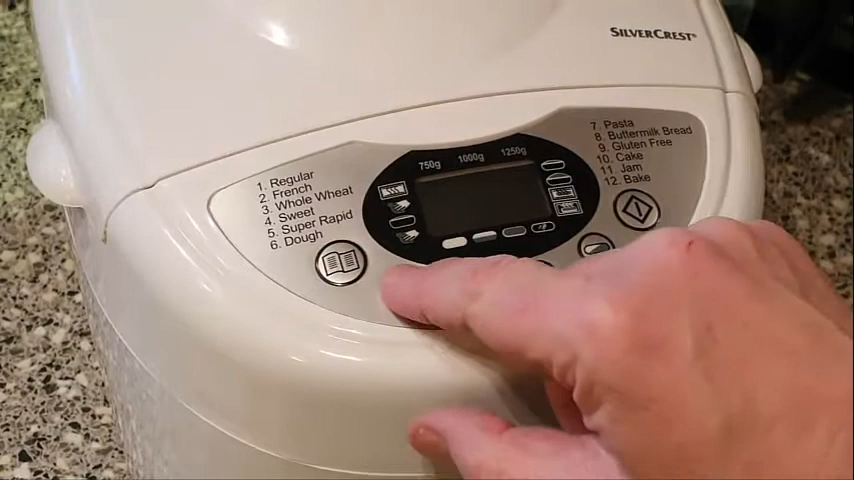 SILVERCREST
750g 1000g 1250g
1. Regular
2. French
3. Whole Wheat
4. Sweet
5. Super Rapid
6. Dough
7. Pasta
8. Buttermilk Bread
9. Gluten Free
10. Cake
11. Jam
12. Bake